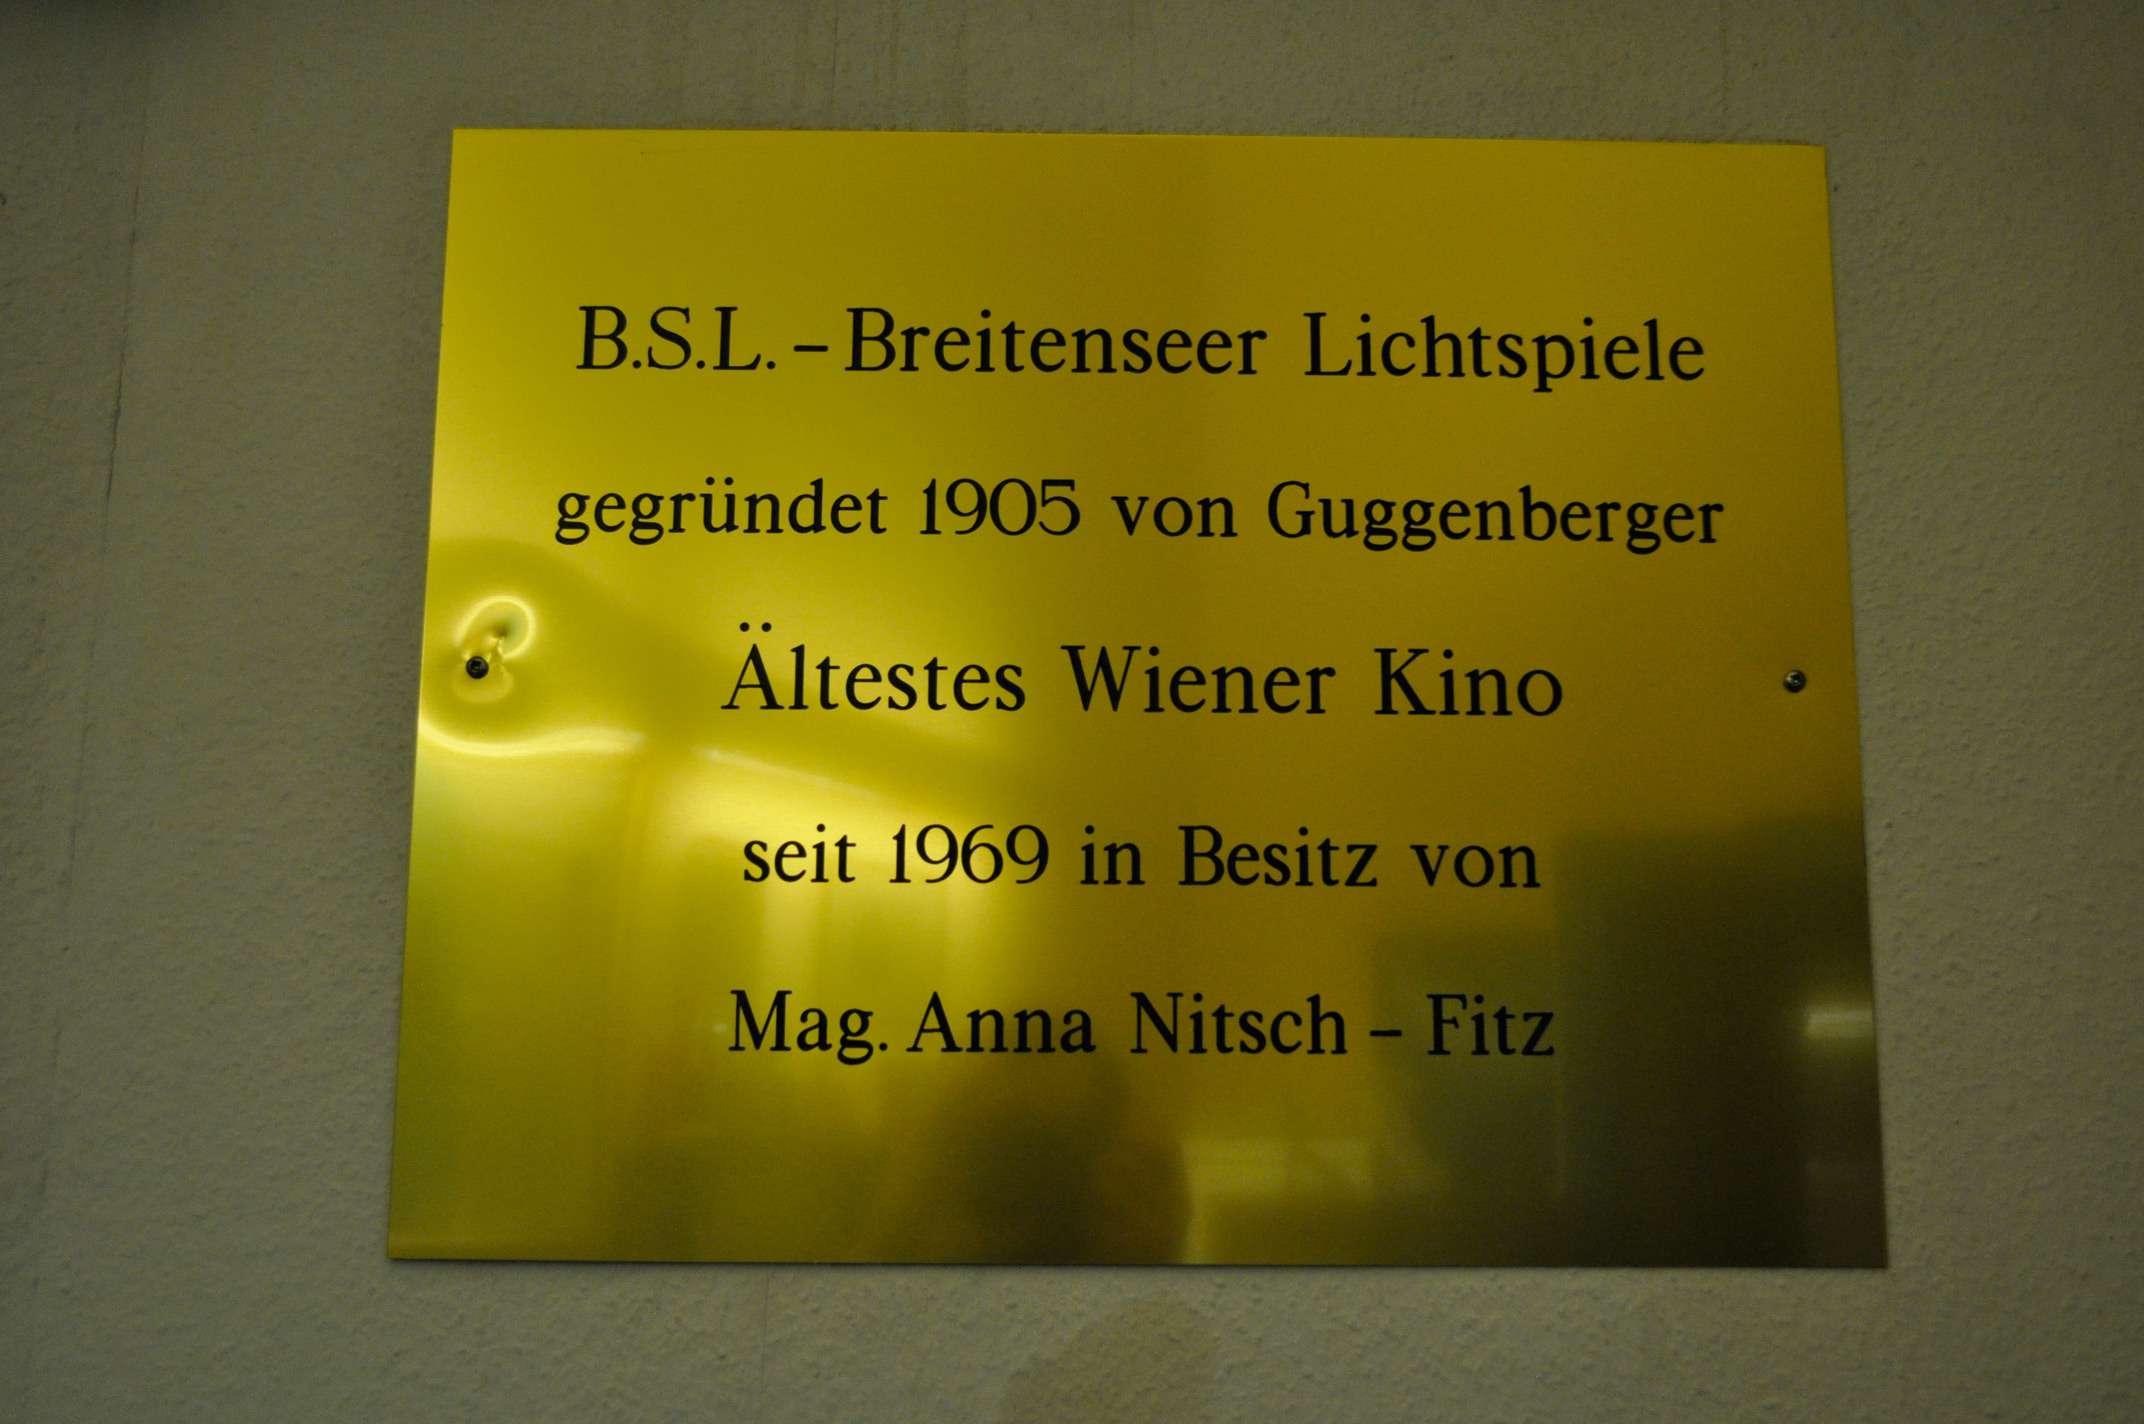 B.S.L. – Breitenseer Lichtspiele
gegründet 1905 von Guggenberger
Ältestes Wiener Kino
seit 1969 in Besitz von
Mag. Anna Nitsch – Fitz